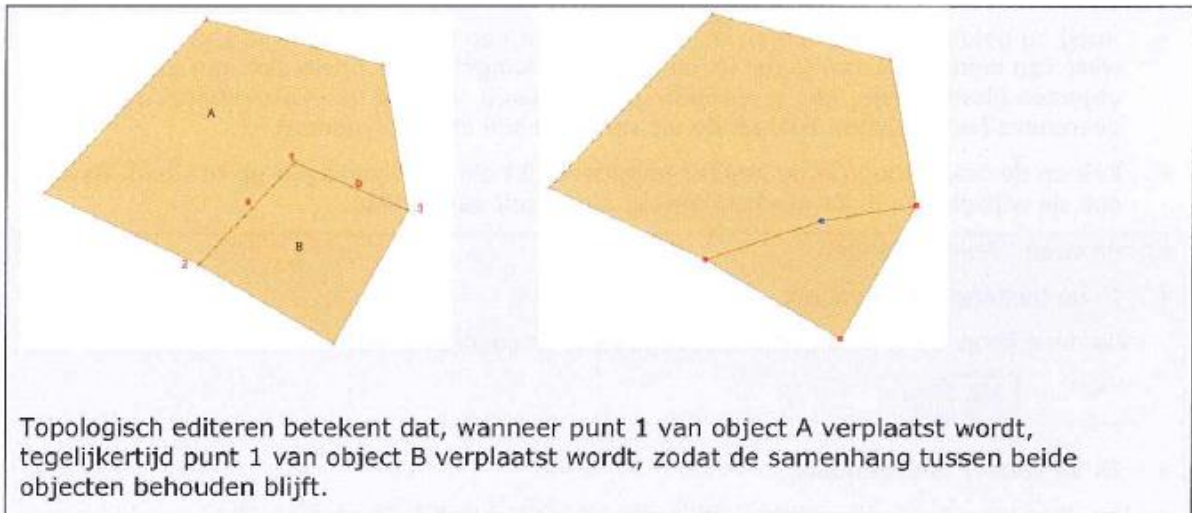 A
1
b
a
3
B
2
Topologisch editeren betekent dat, wanneer punt 1 van object A verplaatst wordt,
tegelijkertijd punt 1 van object B verplaatst wordt, zodat de samenhang tussen beide
objecten behouden blijft.